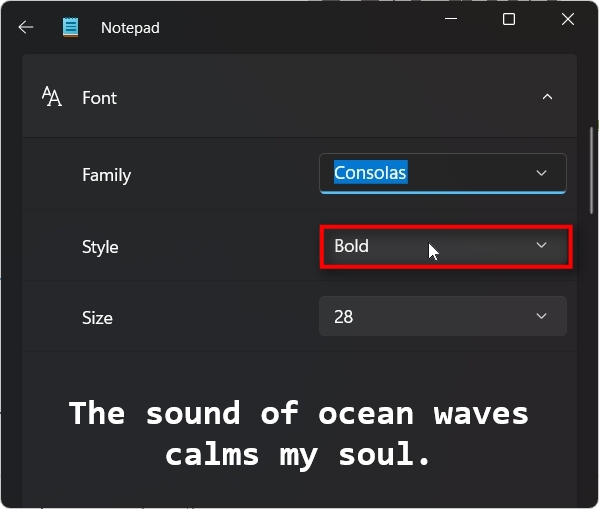 Notepad
Font
Family
Consolas
Style
Bold
Size
28
The sound of ocean waves
calms my soul.